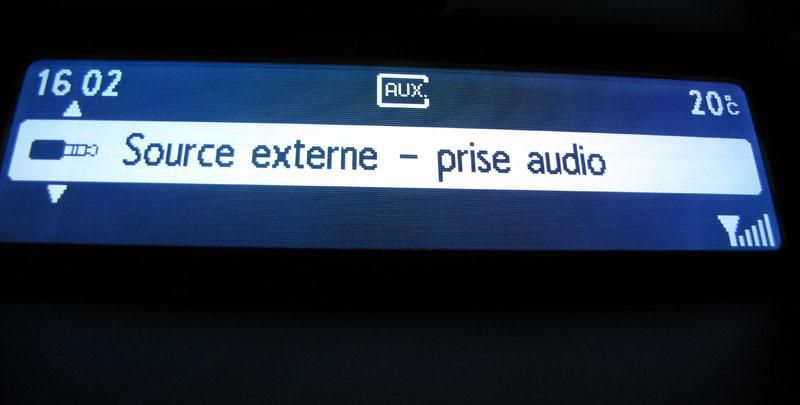 16 02
AUX.
20°C
Source externe – prise audio